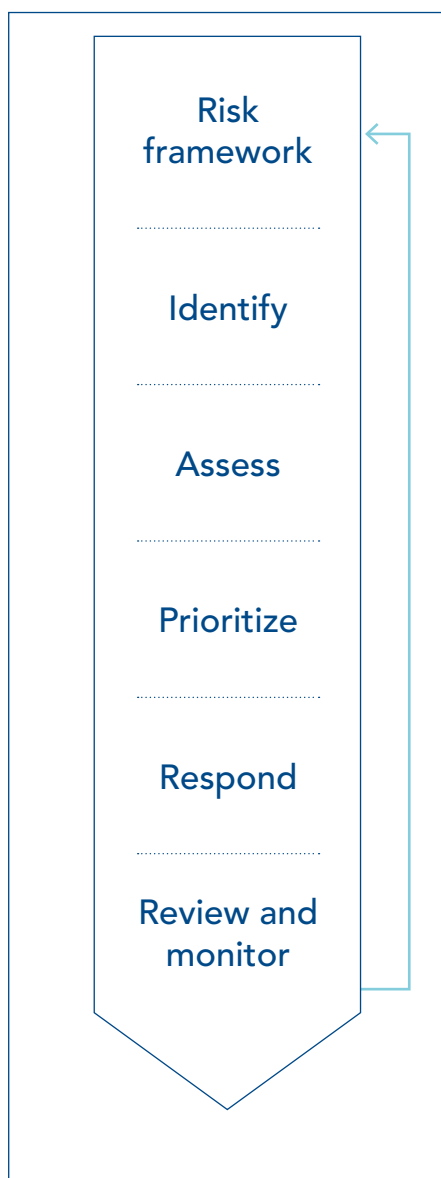 Risk
framework
Identify
Assess
Prioritize
Respond
Review and
monitor